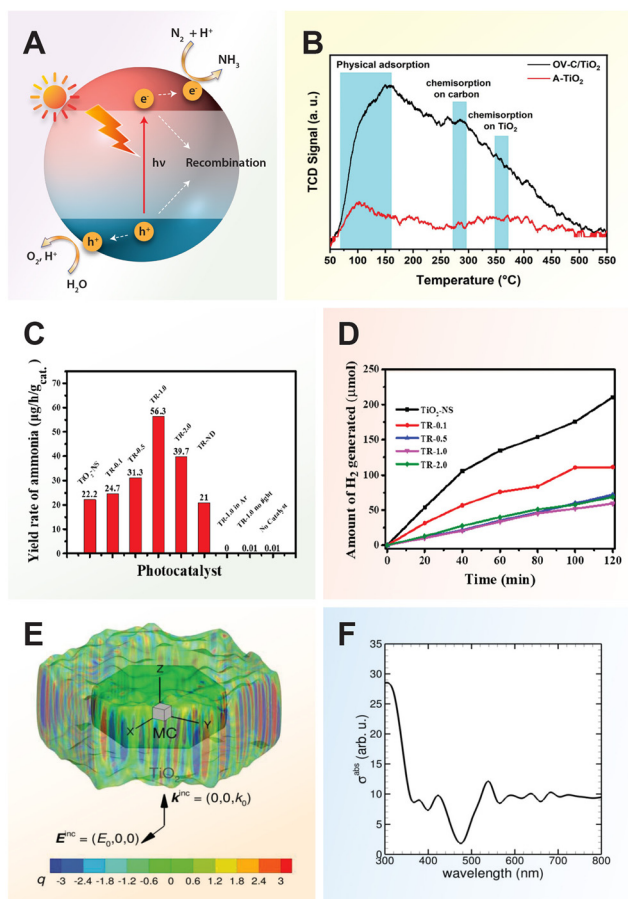 A
N₂ + H⁺
NH₃
e⁻
e⁻
hν
Recombination
h⁺
h⁺
O₂, H⁺
H₂O
B
Physical adsorption
OV-C/TiO₂
A-TiO₂
chemisorption
on carbon
chemisorption
on TiO₂
TCD Signal (a. u.)
50 100 150 200 250 300 350 400 450 500 550
Temperature (°C)
C
Yield rate of ammonia (μg/h/gcat.)
70
60
50
40
30
20
10
0
TiO₂-NS
22.2
TR-0.1
24.7
TR-0.5
31.3
TR-1.0
56.3
TR-2.0
39.7
TR-ND
21
TR-1.0 in Ar
0
TR-1.0 no light
0.01
No Catalyst
0.01
Photocatalyst
D
Amount of H₂ generated (μmol)
250
200
150
100
50
0
TiO₂-NS
TR-0.1
TR-0.5
TR-1.0
TR-2.0
0 20 40 60 80 100 120
Time (min)
E
Z
X
Y
MC
TiO₂
k^inc = (0,0,k₀)
E^inc = (E₀,0,0)
q -3 -2.4 -1.8 -1.2 -0.6 0 0.6 1.2 1.8 2.4 3
F
σ^abs (arb. u.)
35
30
25
20
15
10
5
0
300 400 500 600 700 800
wavelength (nm)